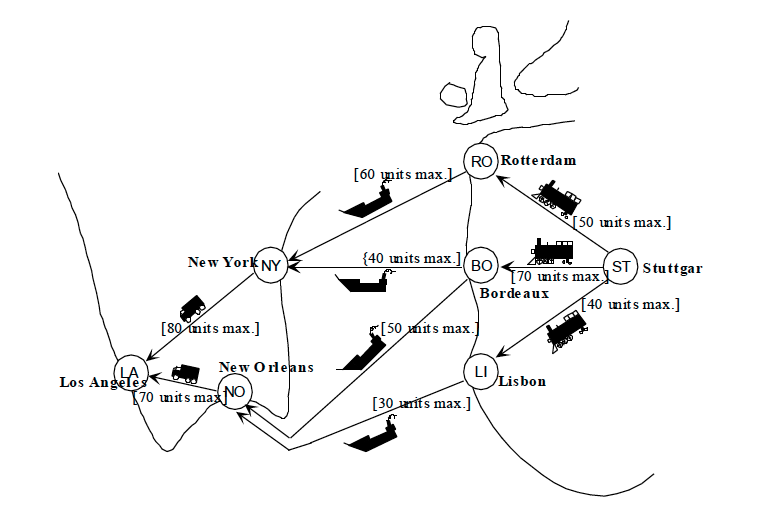 RO Rotterdam
[60 units max.]
[50 units max.]
New York NY
{40 units max.]
BO
ST Stuttgar
[70 units max.]
Bordeaux
[40 units max.]
[80 units max.]
[50 units max.]
New Orleans
LA
LI Lisbon
Los Angeles
NO
[70 units max]
[30 units max.]